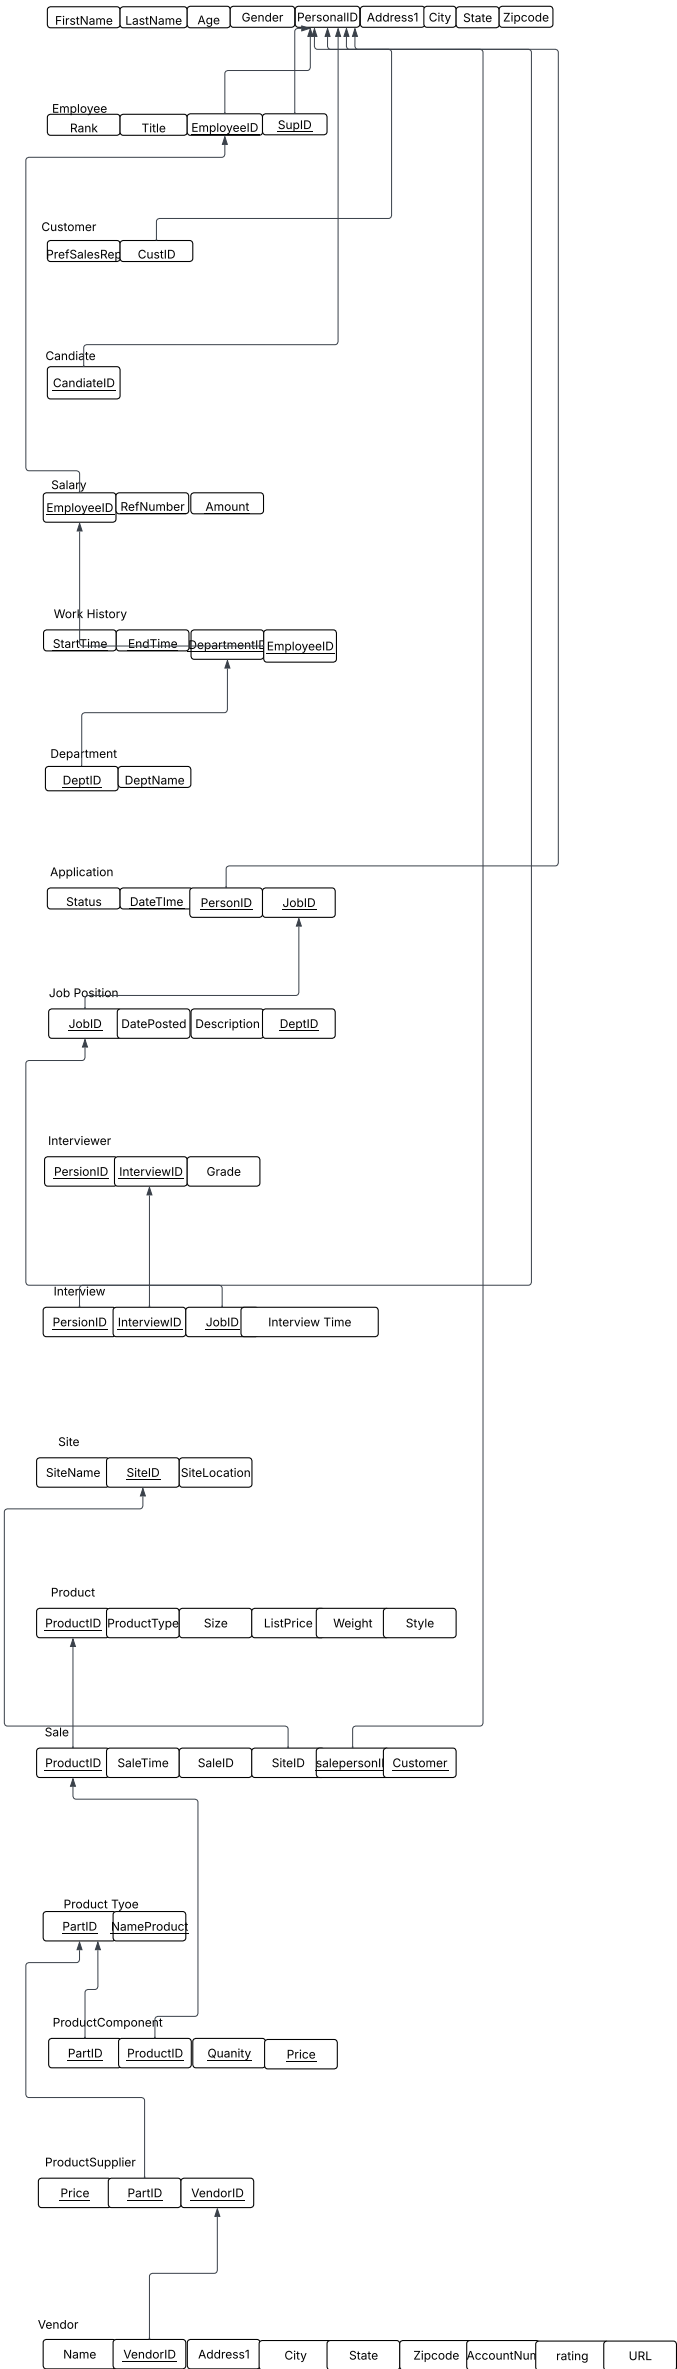 FirstName LastName Age Gender PersonalID Address1 City State Zipcode
Employee
Rank Title EmployeeID SupID
Customer
PrefSalesRep CustID
Candiate
CandiateID
Salary
EmployeeID RefNumber Amount
Work History
StartTime EndTime DepartmentID EmployeeID
Department
DeptID DeptName
Application
Status DateTIme PersonID JobID
Job Position
JobID DatePosted Description DeptID
Interviewer
PersionID InterviewID Grade
Interview
PersionID InterviewID JobID Interview Time
Site
SiteName SiteID SiteLocation
Product
ProductID ProductType Size ListPrice Weight Style
Sale
ProductID SaleTime SaleID SiteID salepersonID Customer
Product Tyoe
PartID NameProduct
ProductComponent
PartID ProductID Quanity Price
ProductSupplier
Price PartID VendorID
Vendor
Name VendorID Address1 City State Zipcode AccountNum rating URL